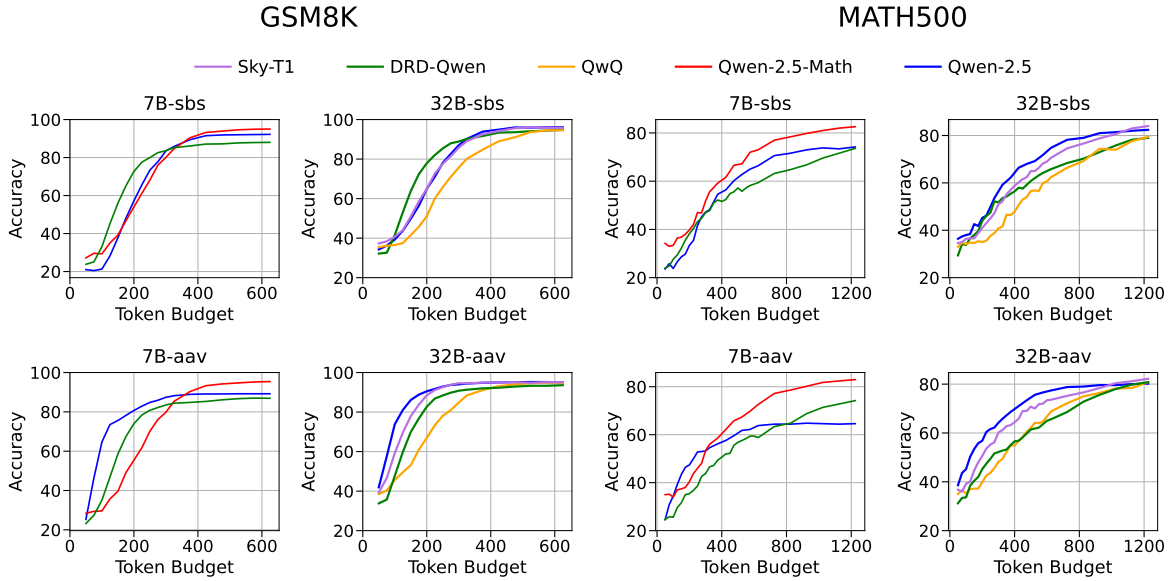 GSM8K
MATH500
Sky-T1
DRD-Qwen
QwQ
Qwen-2.5-Math
Qwen-2.5
7B-sbs
100
80
60
40
20
Accuracy
0
200
400
600
Token Budget
32B-sbs
100
80
60
40
20
Accuracy
0
200
400
600
Token Budget
7B-sbs
80
60
40
20
Accuracy
0
400
800
1200
Token Budget
32B-sbs
80
60
40
20
Accuracy
0
400
800
1200
Token Budget
7B-aav
100
80
60
40
20
Accuracy
0
200
400
600
Token Budget
32B-aav
100
80
60
40
20
Accuracy
0
200
400
600
Token Budget
7B-aav
80
60
40
20
Accuracy
0
400
800
1200
Token Budget
32B-aav
80
60
40
20
Accuracy
0
400
800
1200
Token Budget